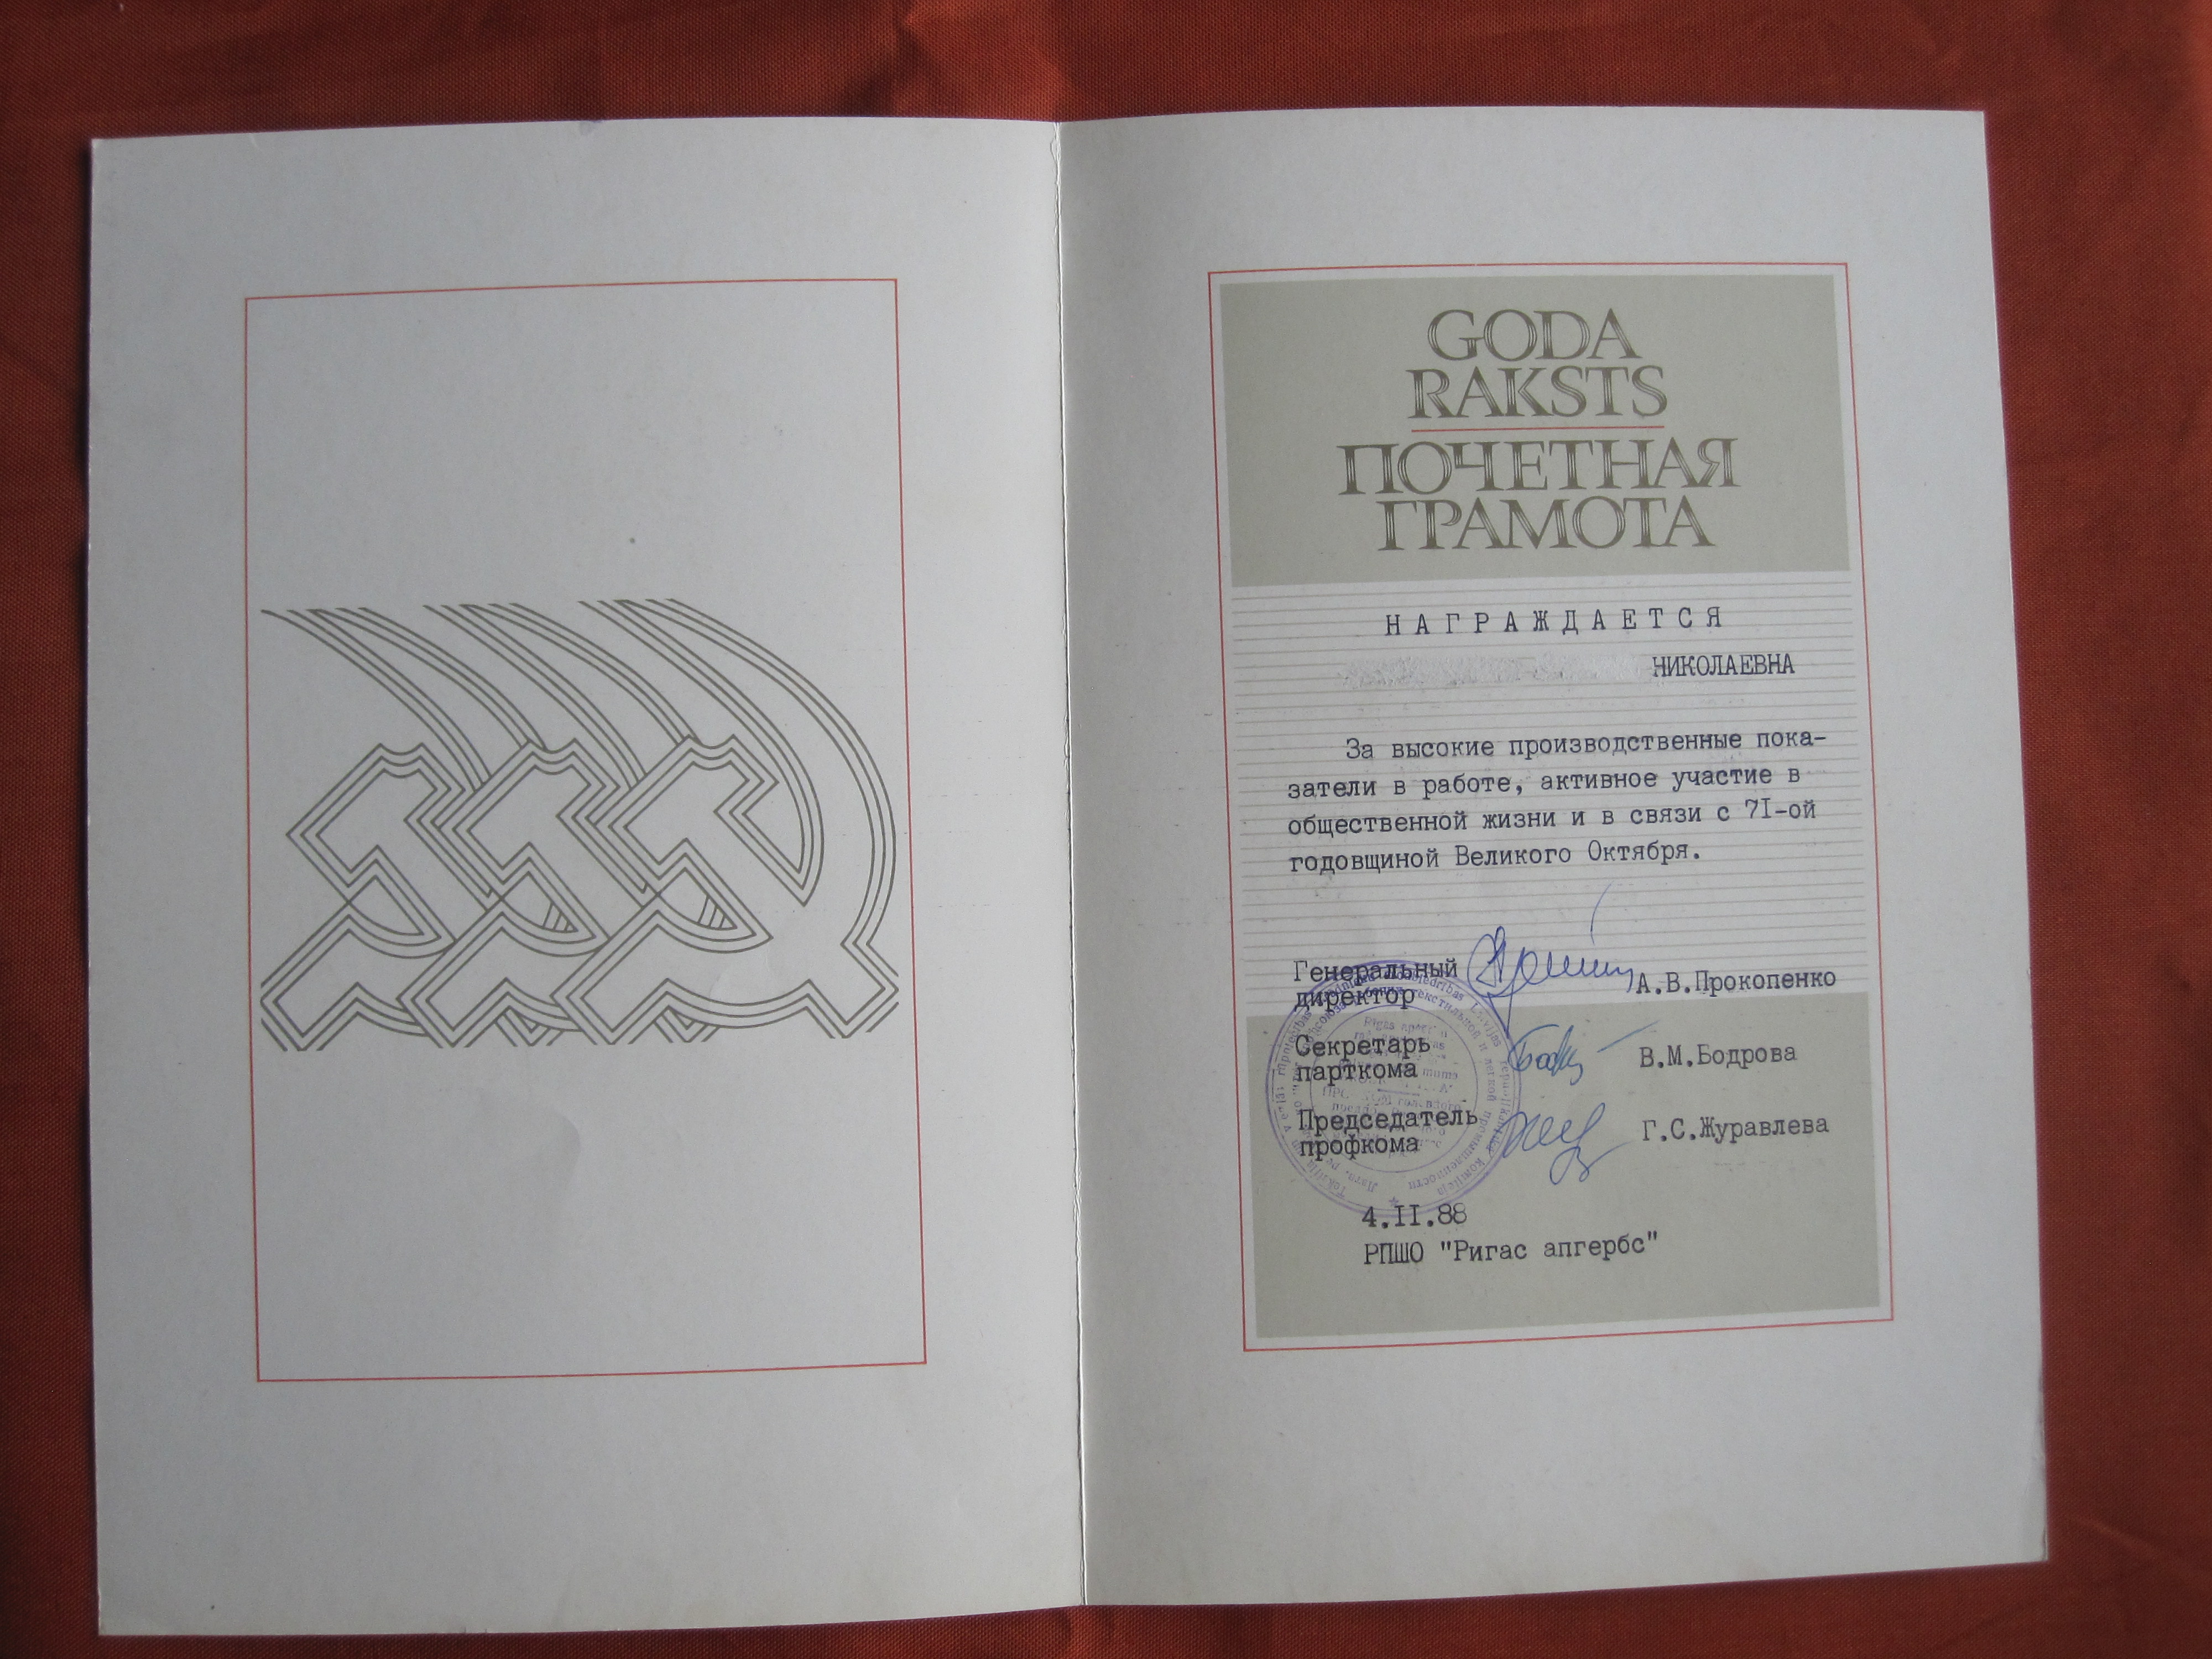 GODA
RAKSTS
ПОЧЕТНАЯ
ГРАМОТА
НАГРАЖДАЕТСЯ
НИКОЛАЕВНА
За высокие производственные пока-
затели в работе, активное участие в
общественной жизни и в связи с 7I-ой
годовщиной Великого Октября.
Генеральный
директор
А.В.Прокопенко
Секретарь
парткома
В.М.Бодрова
Председатель
профкома
Г.С.Журавлева
4.II.88
РПШО "Ригас апгербс"